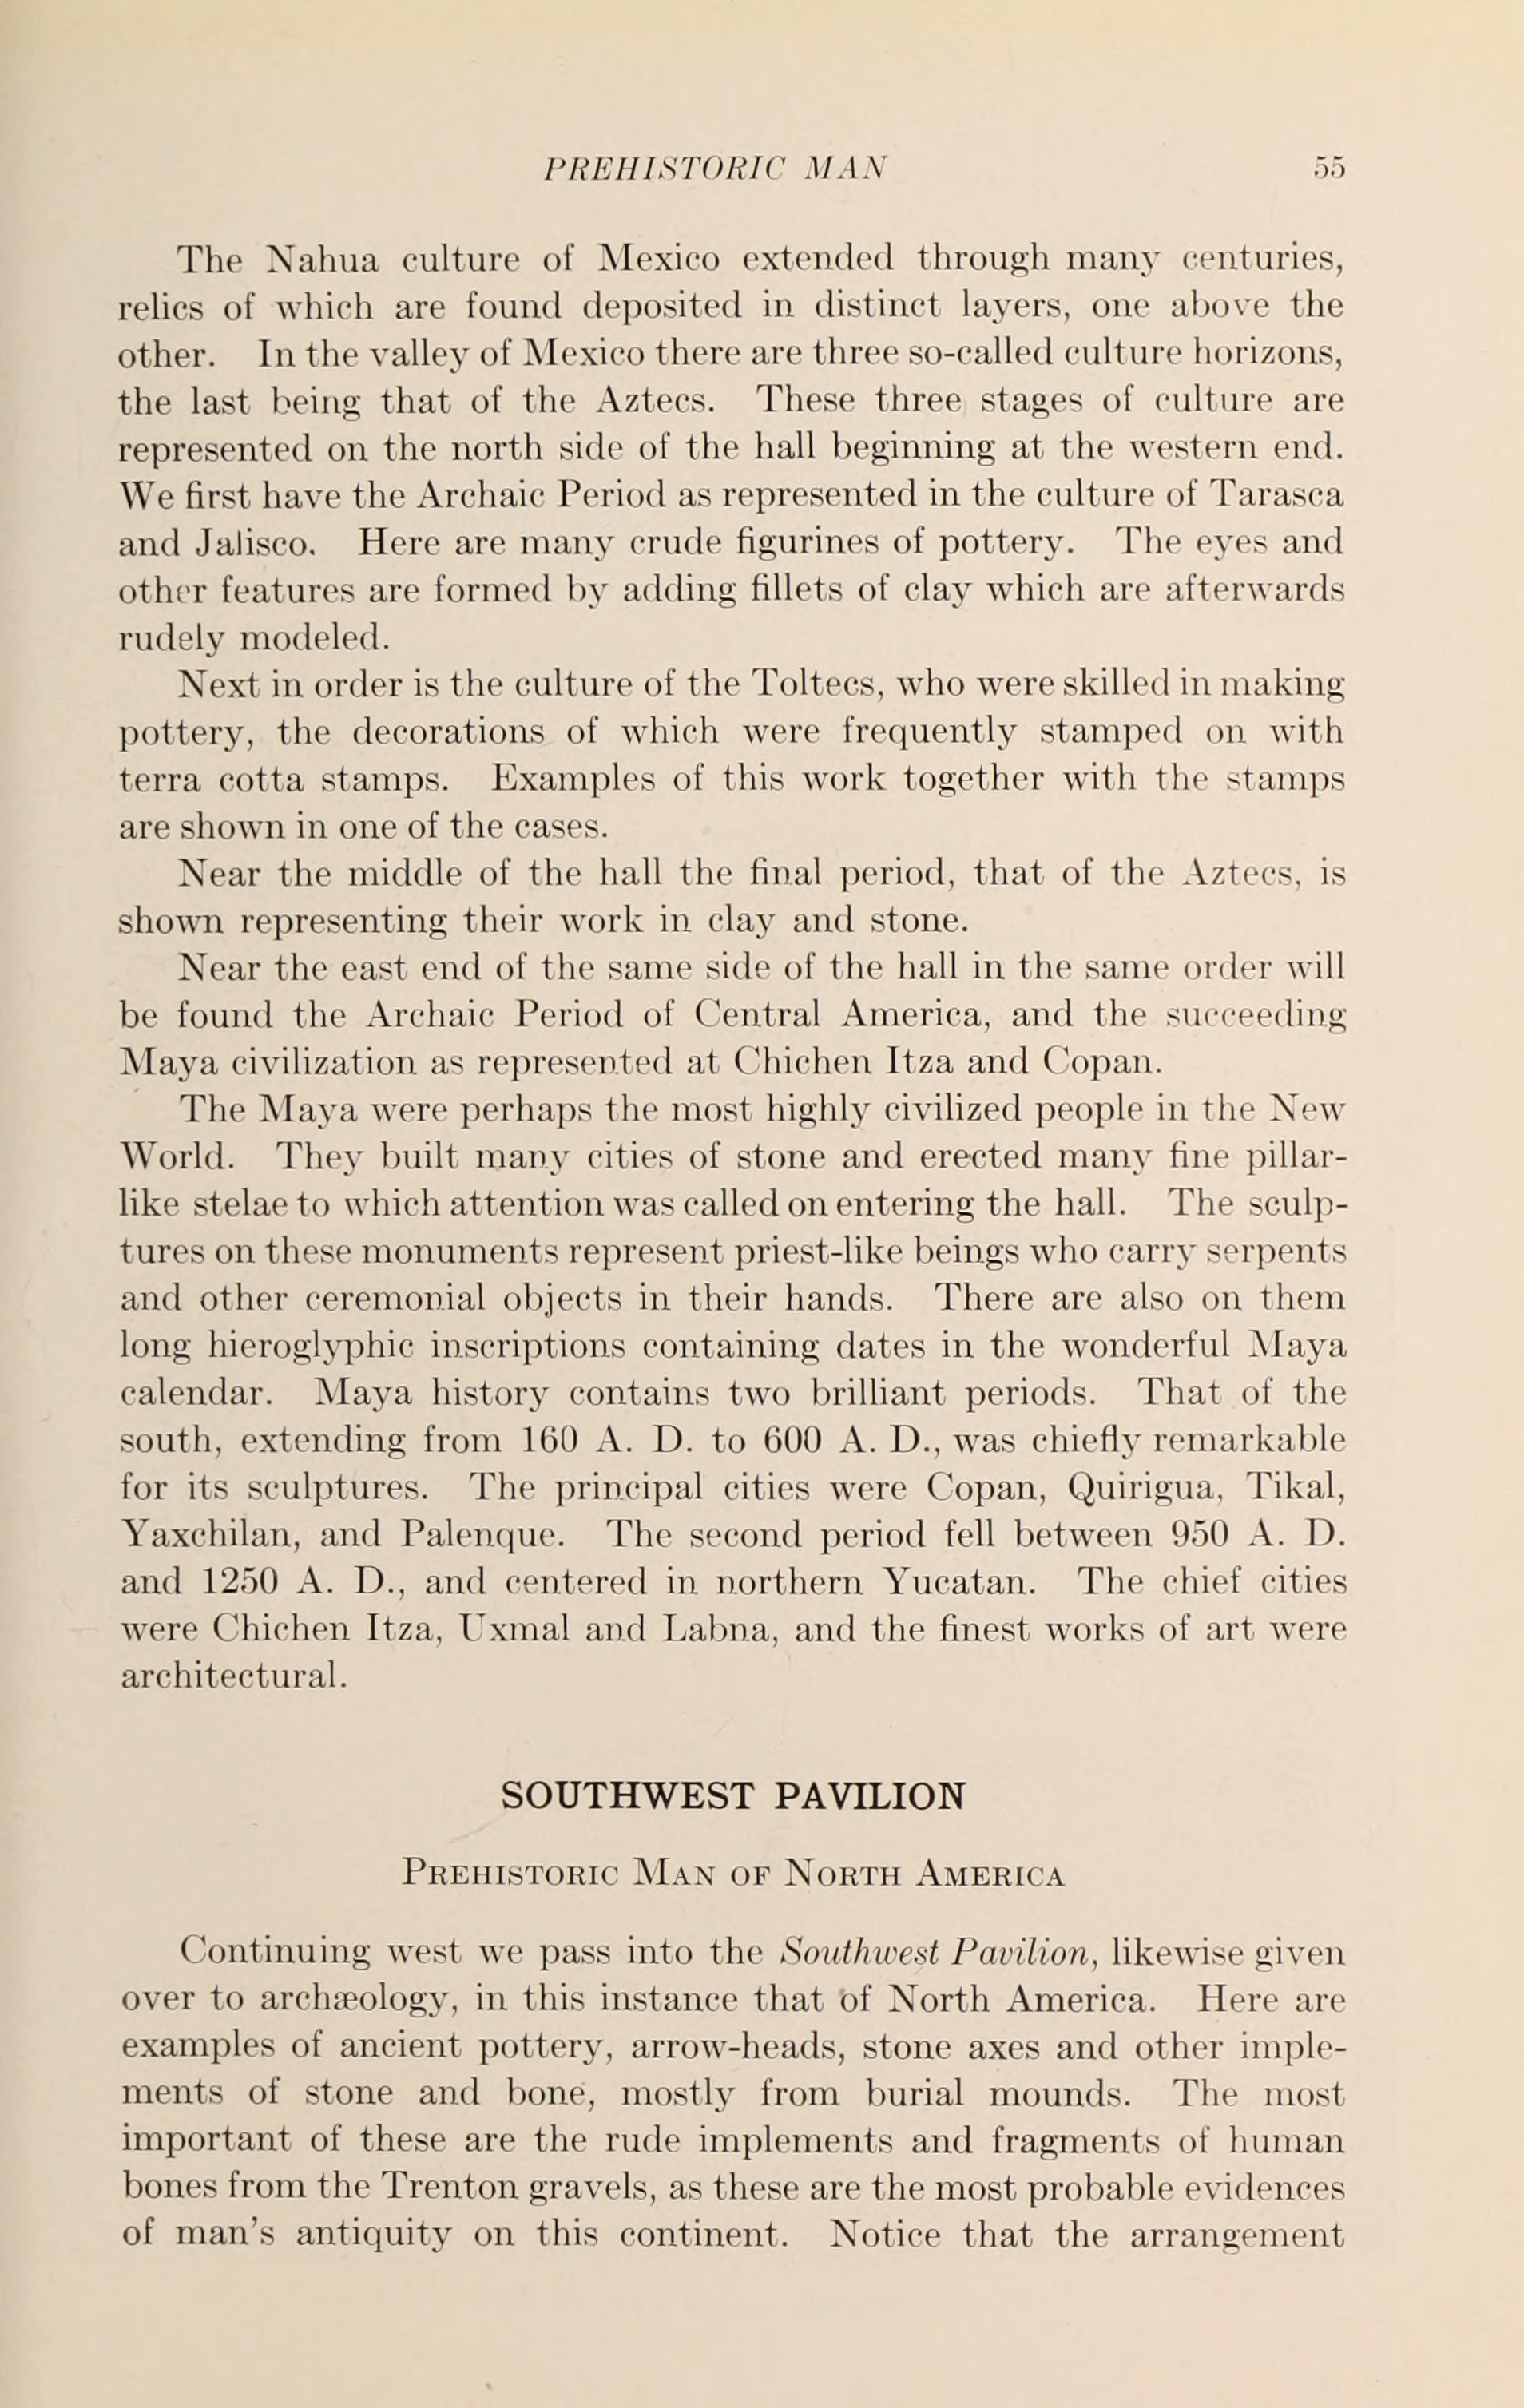 PREHISTORIC MAN 55
The Nahua culture of Mexico extended through many centuries,
relics of which are found deposited in distinct layers, one above the
other. In the valley of Mexico there are three so-called culture horizons,
the last being that of the Aztecs. These three stages of culture are
represented on the north side of the hall beginning at the western end.
We first have the Archaic Period as represented in the culture of Tarasca
and Jalisco. Here are many crude figurines of pottery. The eyes and
other features are formed by adding fillets of clay which are afterwards
rudely modeled.
Next in order is the culture of the Toltecs, who were skilled in making
pottery, the decorations of which were frequently stamped on with
terra cotta stamps. Examples of this work together with the stamps
are shown in one of the cases.
Near the middle of the hall the final period, that of the Aztecs, is
shown representing their work in clay and stone.
Near the east end of the same side of the hall in the same order will
be found the Archaic Period of Central America, and the succeeding
Maya civilization as represented at Chichen Itza and Copan.
The Maya were perhaps the most highly civilized people in the New
World. They built many cities of stone and erected many fine pillar-
like stelae to which attention was called on entering the hall. The sculp-
tures on these monuments represent priest-like beings who carry serpents
and other ceremonial objects in their hands. There are also on them
long hieroglyphic inscriptions containing dates in the wonderful Maya
calendar. Maya history contains two brilliant periods. That of the
south, extending from 160 A. D. to 600 A. D., was chiefly remarkable
for its sculptures. The principal cities were Copan, Quirigua, Tikal,
Yaxchilan, and Palenque. The second period fell between 950 A. D.
and 1250 A. D., and centered in northern Yucatan. The chief cities
were Chichen Itza, Uxmal and Labna, and the finest works of art were
architectural.
SOUTHWEST PAVILION
PREHISTORIC MAN OF NORTH AMERICA
Continuing west we pass into the Southwest Pavilion, likewise given
over to archæology, in this instance that of North America. Here are
examples of ancient pottery, arrow-heads, stone axes and other imple-
ments of stone and bone, mostly from burial mounds. The most
important of these are the rude implements and fragments of human
bones from the Trenton gravels, as these are the most probable evidences
of man's antiquity on this continent. Notice that the arrangement